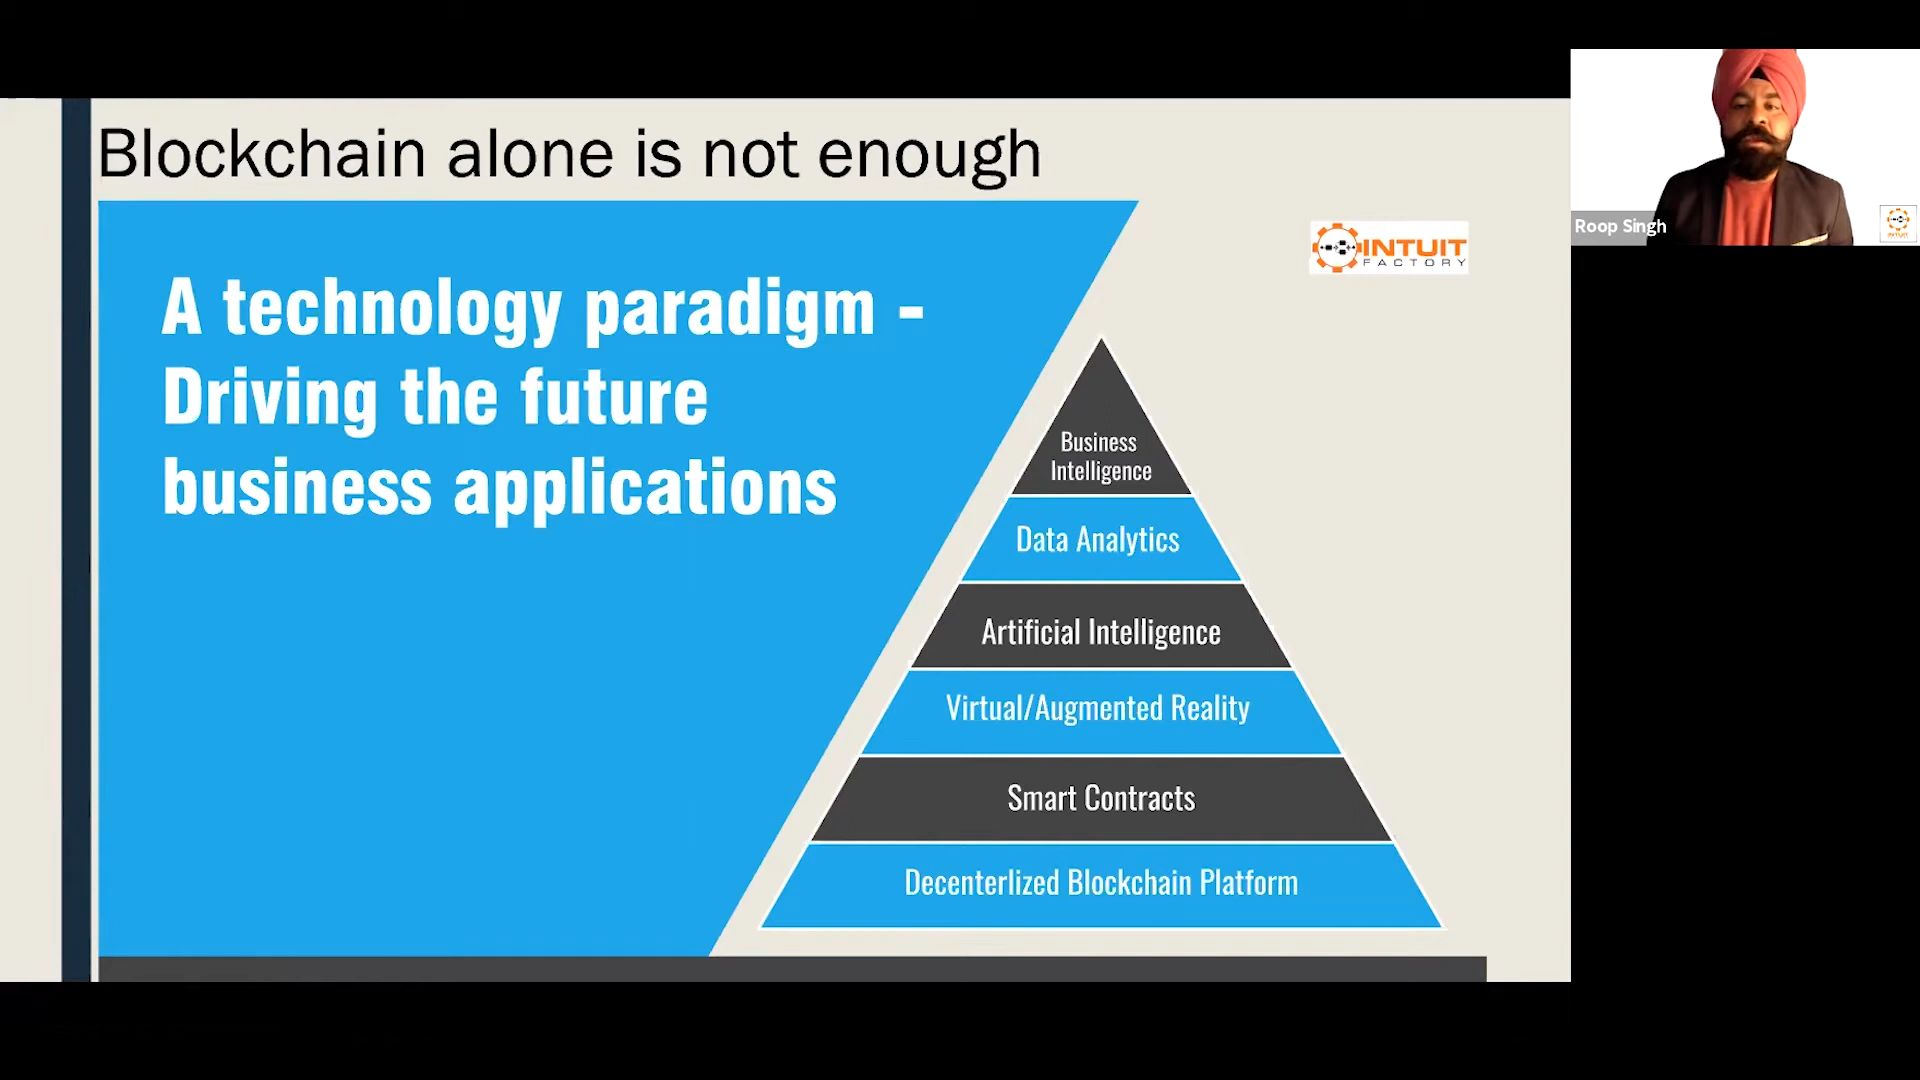 Blockchain alone is not enough
A technology paradigm -
Driving the future
business applications
INTUIT
FACTORY
Business
Intelligence
Data Analytics
Artificial Intelligence
Virtual/Augmented Reality
Smart Contracts
Decenterlized Blockchain Platform
Roop Singh
INTUIT